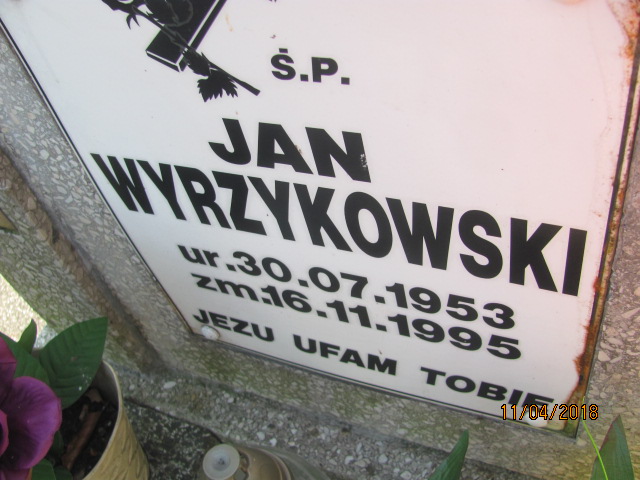 Ś.P.
JAN
WYRZYKOWSKI
ur.30.07.1953
zm.16.11.1995
JEZU UFAM TOBIE
11/04/2018